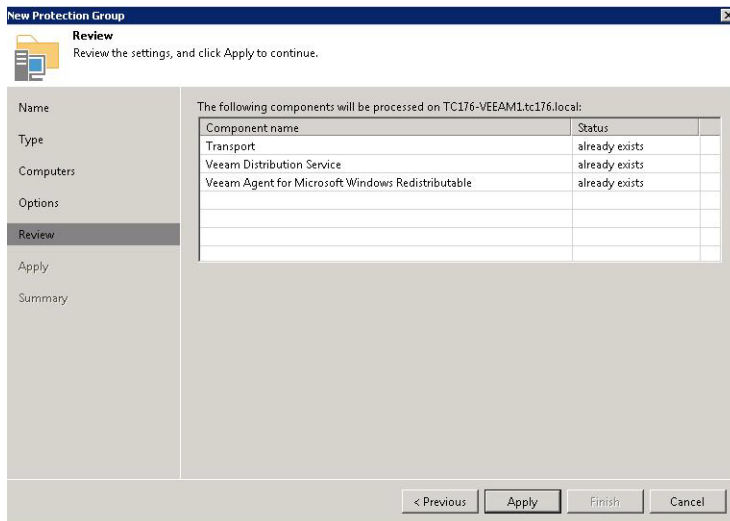 New Protection Group
Review
Review the settings, and click Apply to continue.
Name
Type
Computers
Options
Review
Apply
Summary
The following components will be processed on TC176-VEEAM1.tc176.local:
Component name Status
Transport already exists
Veeam Distribution Service already exists
Veeam Agent for Microsoft Windows Redistributable already exists
< Previous Apply Finish Cancel